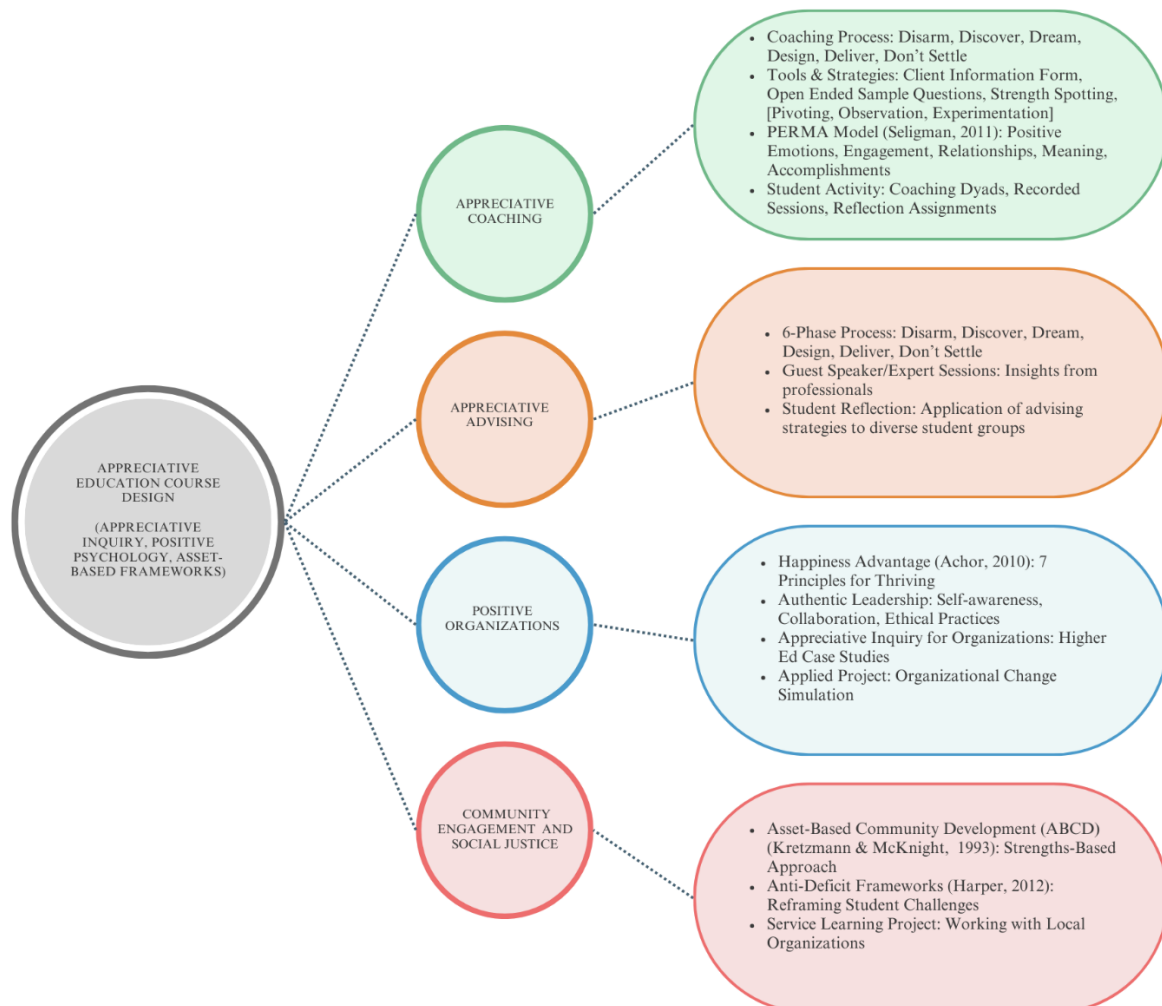 APPRECIATIVE
EDUCATION COURSE
DESIGN
(APPRECIATIVE
INQUIRY, POSITIVE
PSYCHOLOGY, ASSET-
BASED FRAMEWORKS)
APPRECIATIVE
COACHING
• Coaching Process: Disarm, Discover, Dream,
Design, Deliver, Don’t Settle
• Tools & Strategies: Client Information Form,
Open Ended Sample Questions, Strength Spotting,
[Pivoting, Observation, Experimentation]
• PERMA Model (Seligman, 2011): Positive
Emotions, Engagement, Relationships, Meaning,
Accomplishments
• Student Activity: Coaching Dyads, Recorded
Sessions, Reflection Assignments
APPRECIATIVE
ADVISING
• 6-Phase Process: Disarm, Discover, Dream,
Design, Deliver, Don’t Settle
• Guest Speaker/Expert Sessions: Insights from
professionals
• Student Reflection: Application of advising
strategies to diverse student groups
POSITIVE
ORGANIZATIONS
• Happiness Advantage (Achor, 2010): 7
Principles for Thriving
• Authentic Leadership: Self-awareness,
Collaboration, Ethical Practices
• Appreciative Inquiry for Organizations: Higher
Ed Case Studies
• Applied Project: Organizational Change
Simulation
COMMUNITY
ENGAGEMENT AND
SOCIAL JUSTICE
• Asset-Based Community Development (ABCD)
(Kretzmann & McKnight, 1993): Strengths-Based
Approach
• Anti-Deficit Frameworks (Harper, 2012):
Reframing Student Challenges
• Service Learning Project: Working with Local
Organizations